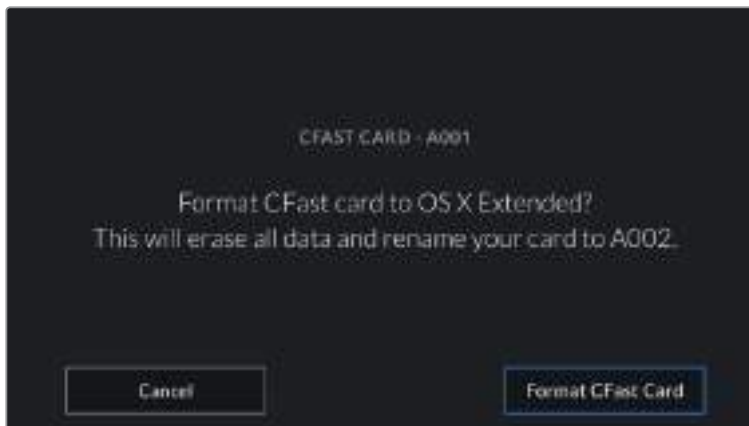 CFAST CARD - A001
Format CFast card to OS X Extended?
This will erase all data and rename your card to A002.
Cancel
Format CFast Card